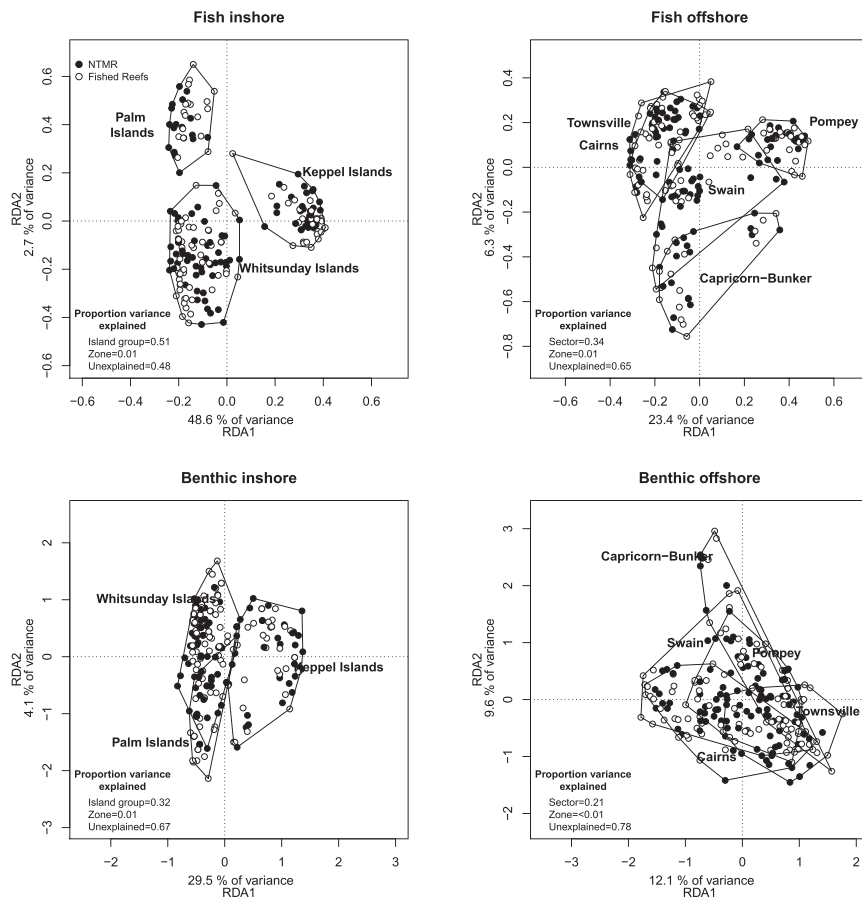 Fish inshore
NTMR
Fished Reefs
Palm
Islands
Keppel Islands
Whitsunday Islands
Proportion variance
explained
Island group=0.51
Zone=0.01
Unexplained=0.48
RDA2
2.7 % of variance
0.6
0.4
0.2
0.0
−0.2
−0.4
−0.6
−0.6 −0.4 −0.2 0.0 0.2 0.4 0.6
48.6 % of variance
RDA1
Fish offshore
Townsville
Cairns
Pompey
Swain
Capricorn−Bunker
Proportion variance
explained
Sector=0.34
Zone=0.01
Unexplained=0.65
RDA2
6.3 % of variance
0.4
0.2
0.0
−0.2
−0.4
−0.6
−0.8
−0.6 −0.4 −0.2 0.0 0.2 0.4 0.6
23.4 % of variance
RDA1
Benthic inshore
Whitsunday Islands
Keppel Islands
Palm Islands
Proportion variance
explained
Island group=0.32
Zone=0.01
Unexplained=0.67
RDA2
4.1 % of variance
2
1
0
−1
−2
−3
−3 −2 −1 0 1 2 3
29.5 % of variance
RDA1
Benthic offshore
Capricorn−Bunker
Swain
Pompey
Townsville
Cairns
Proportion variance
explained
Sector=0.21
Zone=<0.01
Unexplained=0.78
RDA2
9.6 % of variance
3
2
1
0
−1
−2
−3 −2 −1 0 1 2
12.1 % of variance
RDA1